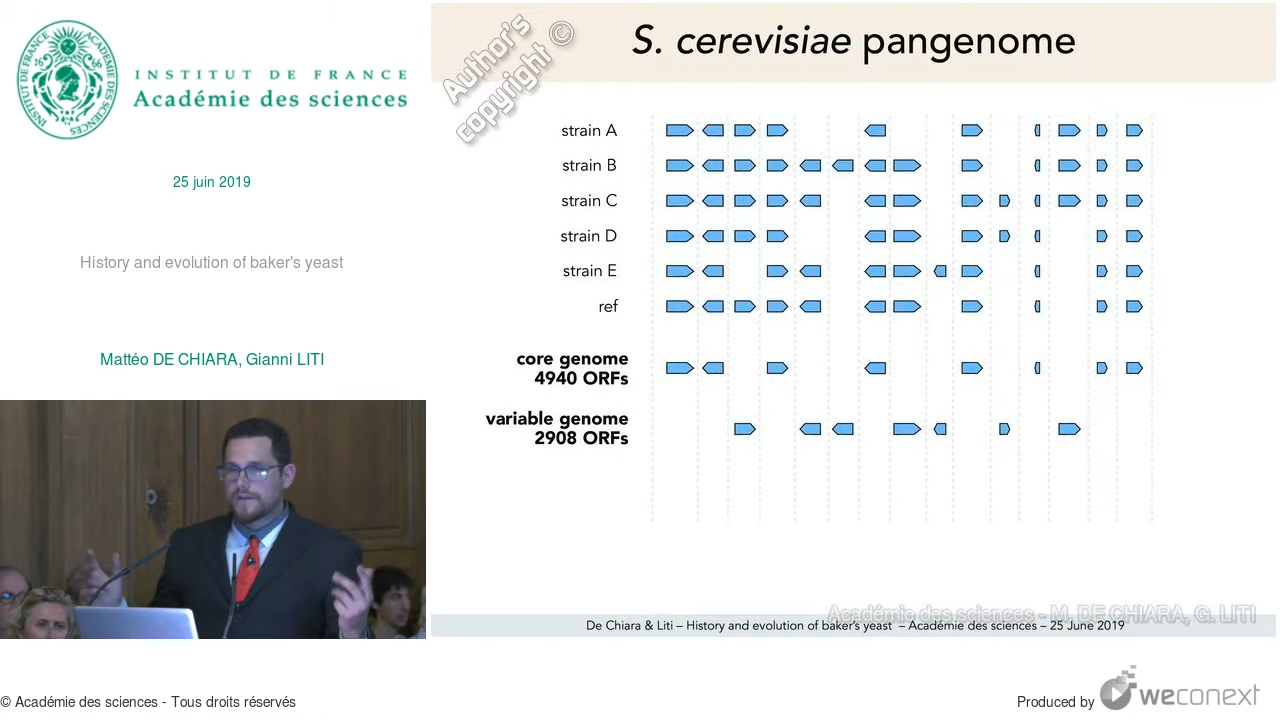 INSTITUT DE FRANCE
Académie des sciences
25 juin 2019
History and evolution of baker's yeast
Mattéo DE CHIARA, Gianni LITI
Author's
copyright ©
S. cerevisiae pangenome
strain A
strain B
strain C
strain D
strain E
ref
core genome
4940 ORFs
variable genome
2908 ORFs
Académie des sciences - M. DE CHIARA, G. LITI
De Chiara & Liti – History and evolution of baker's yeast – Académie des sciences – 25 June 2019
© Académie des sciences - Tous droits réservés
Produced by weconext